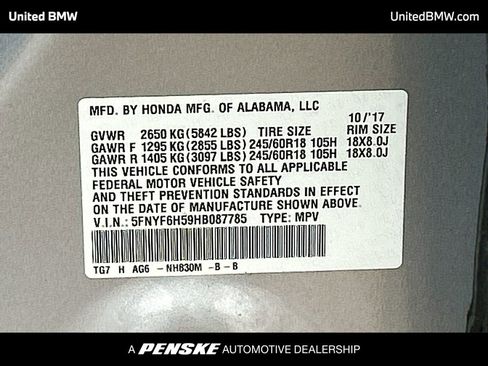 United BMW UnitedBMW.com
MFD. BY HONDA MFG. OF ALABAMA, LLC
10/'17
GVWR 2650 KG (5842 LBS) TIRE SIZE RIM SIZE
GAWR F 1295 KG (2855 LBS) 245/60R18 105H 18X8.0J
GAWR R 1405 KG (3097 LBS) 245/60R18 105H 18X8.0J
THIS VEHICLE CONFORMS TO ALL APPLICABLE
FEDERAL MOTOR VEHICLE SAFETY
AND THEFT PREVENTION STANDARDS IN EFFECT
ON THE DATE OF MANUFACTURE SHOWN ABOVE.
V.I.N.: 5FNYF6H59HB087785 TYPE: MPV
TG7 H AG6 -NH830M -B -B
A PENSKE AUTOMOTIVE DEALERSHIP